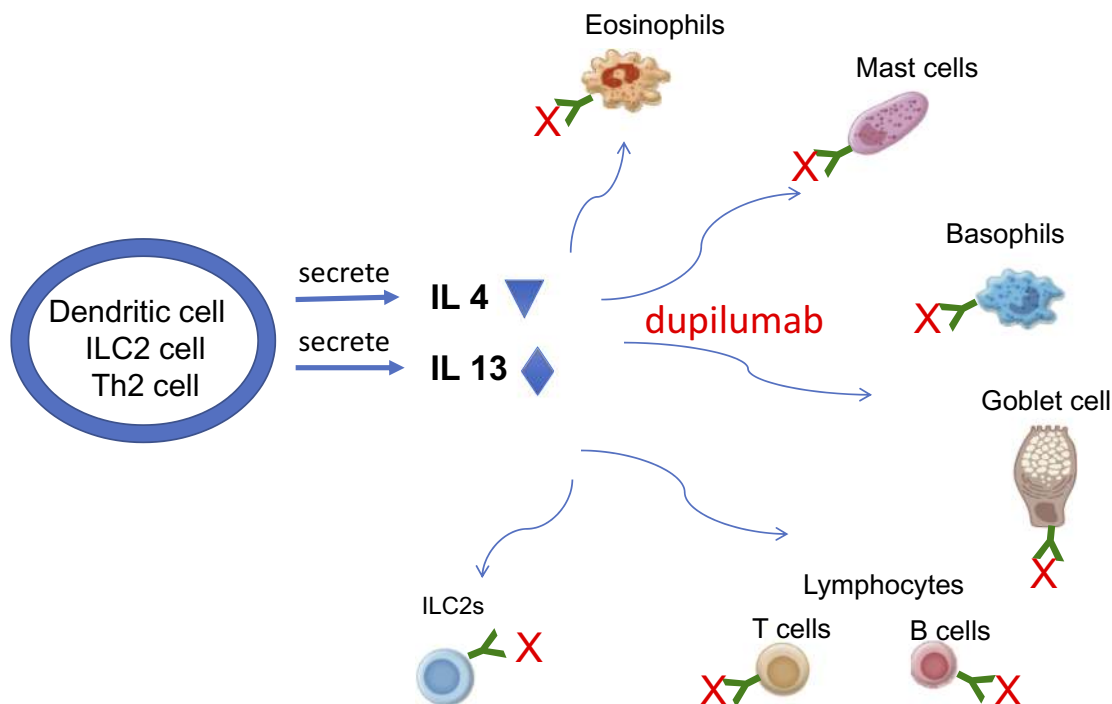 Eosinophils
Mast cells
X
X
Basophils
secrete
IL 4
X
dupilumab
Dendritic cell
ILC2 cell
Th2 cell
secrete
IL 13
Goblet cell
X
Lymphocytes
ILC2s
X
T cells
B cells
X
X